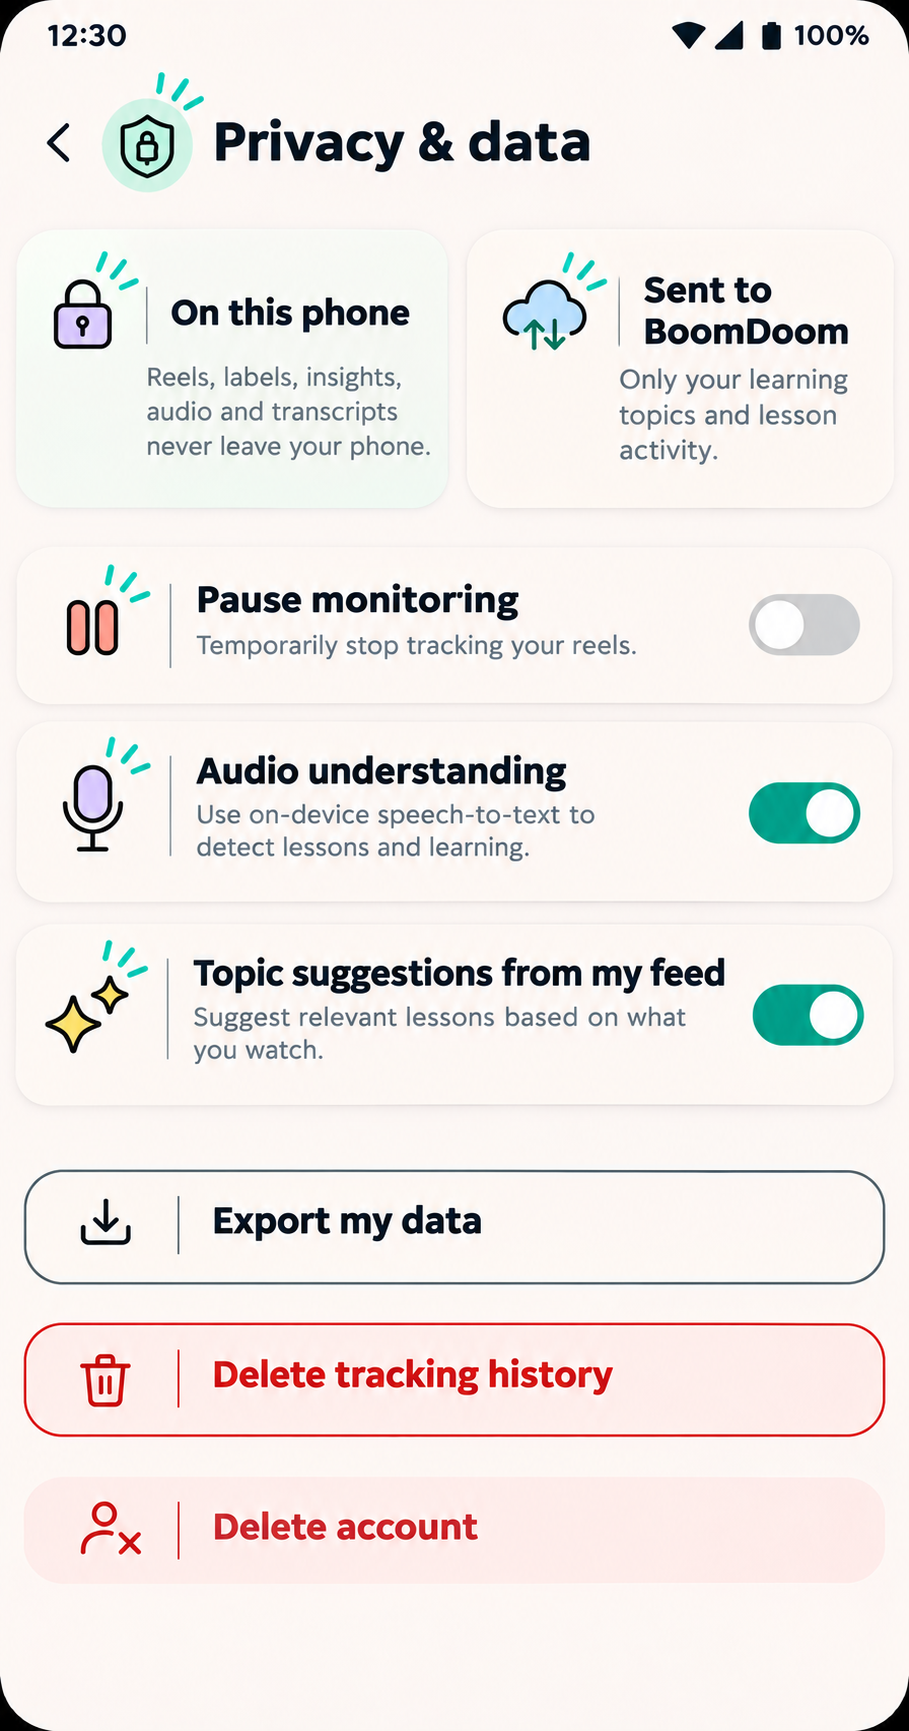 12:30
100%
Privacy & data
On this phone
Reels, labels, insights,
audio and transcripts
never leave your phone.
Sent to
BoomDoom
Only your learning
topics and lesson
activity.
Pause monitoring
Temporarily stop tracking your reels.
Audio understanding
Use on-device speech-to-text to
detect lessons and learning.
Topic suggestions from my feed
Suggest relevant lessons based on what
you watch.
Export my data
Delete tracking history
Delete account